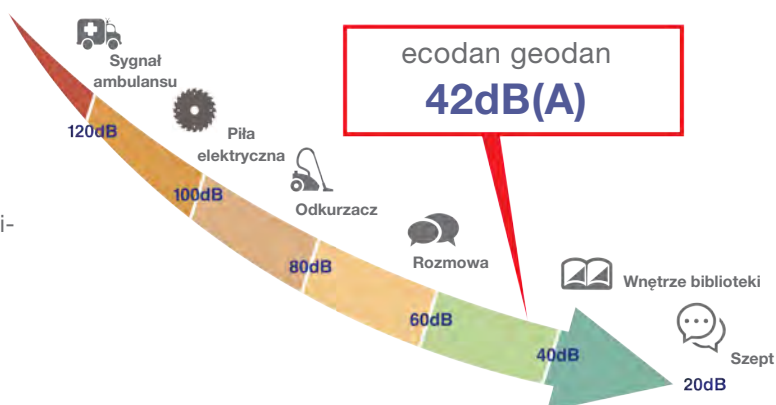 ecodan geodan
42dB(A)
Sygnał
ambulansu
120dB
Piła
elektryczna
100dB
Odkurzacz
i-
80dB
Rozmowa
60dB
Wnętrze biblioteki
40dB
Szept
20dB